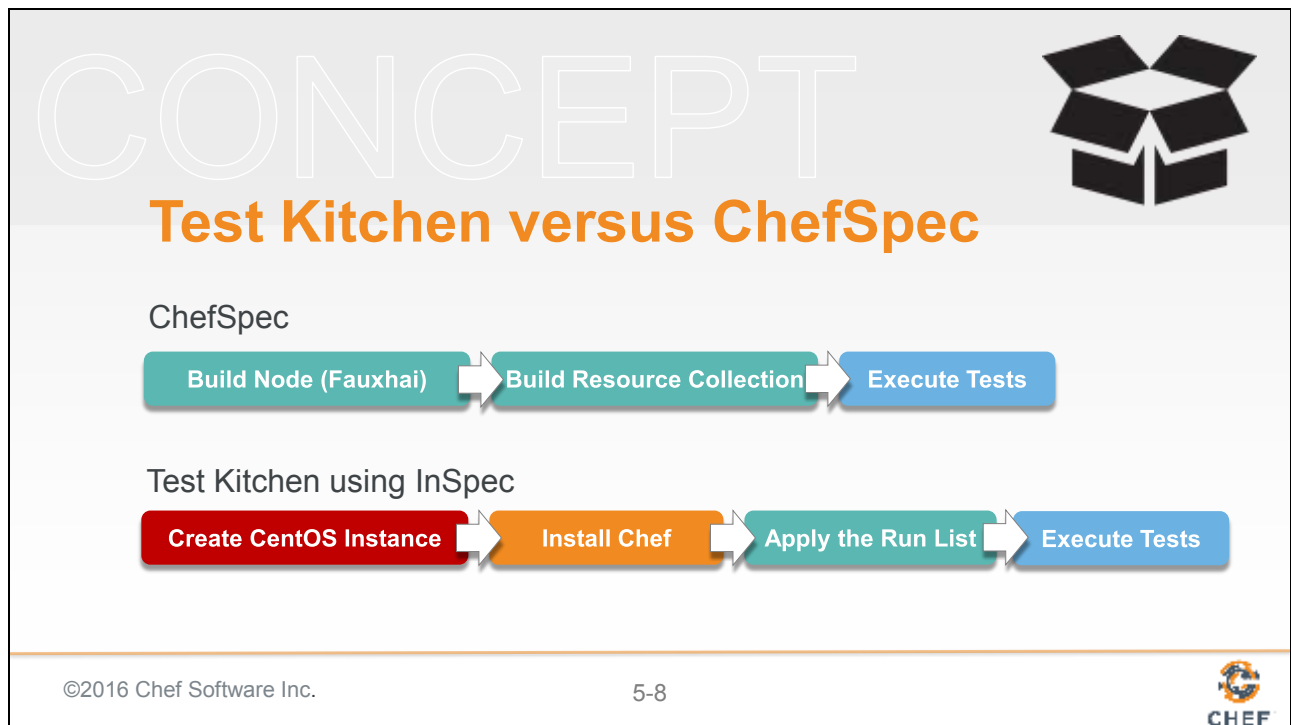 CONCEPT
Test Kitchen versus ChefSpec
ChefSpec
Build Node (Fauxhai) Build Resource Collection Execute Tests
Test Kitchen using InSpec
Create CentOS Instance Install Chef Apply the Run List Execute Tests
©2016 Chef Software Inc. 5-8
CHEF